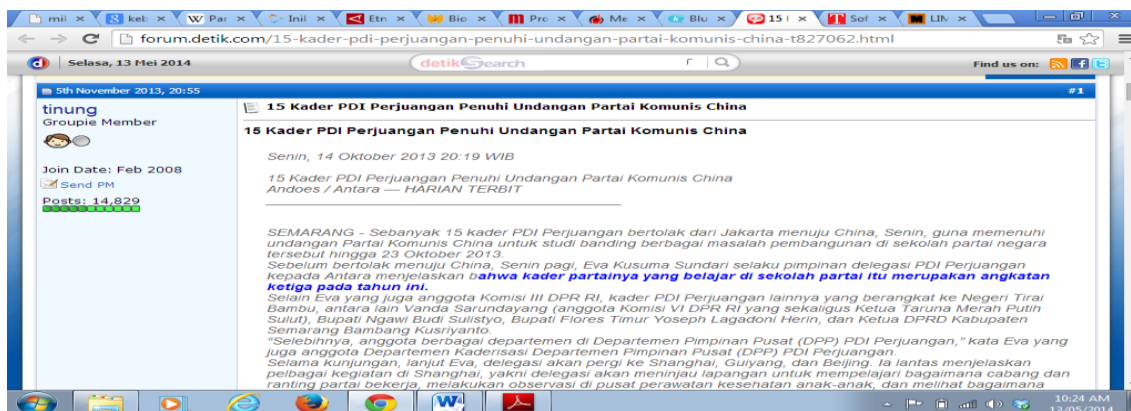 mil
keb
Par
Inil
Etn
Bio
Pro
Me
Blu
15 I
Sof
LIN
forum.detik.com/15-kader-pdi-perjuangan-penuhi-undangan-partai-komunis-china-t827062.html
d Selasa, 13 Mei 2014
detikSearch
Find us on:
5th November 2013, 20:55
#1
tinung
Groupie Member
Join Date: Feb 2008
Send PM
Posts: 14,829
15 Kader PDI Perjuangan Penuhi Undangan Partai Komunis China
15 Kader PDI Perjuangan Penuhi Undangan Partai Komunis China
Senin, 14 Oktober 2013 20:19 WIB
15 Kader PDI Perjuangan Penuhi Undangan Partai Komunis China
Andoes / Antara — HARIAN TERBIT
SEMARANG - Sebanyak 15 kader PDI Perjuangan bertolak dari Jakarta menuju China, Senin, guna memenuhi
undangan Partai Komunis China untuk studi banding berbagai masalah pembangunan di sekolah partai negara
tersebut hingga 23 Oktober 2013.
Sebelum bertolak menuju China, Senin pagi, Eva Kusuma Sundari selaku pimpinan delegasi PDI Perjuangan
kepada Antara menjelaskan bahwa kader partainya yang belajar di sekolah partai itu merupakan angkatan
ketiga pada tahun ini.
Selain Eva yang juga anggota Komisi III DPR RI, kader PDI Perjuangan lainnya yang berangkat ke Negeri Tirai
Bambu, antara lain Vanda Sarundayang (anggota Komisi VI DPR RI yang sekaligus Ketua Taruna Merah Putih
Sulut), Bupati Ngawi Budi Sulistyo, Bupati Flores Timur Yoseph Lagadoni Herin, dan Ketua DPRD Kabupaten
Semarang Bambang Kusriyanto.
"Selebihnya, anggota berbagai departemen di Departemen Pimpinan Pusat (DPP) PDI Perjuangan," kata Eva yang
juga anggota Departemen Kaderisasi Departemen Pimpinan Pusat (DPP) PDI Perjuangan.
Selama kunjungan, lanjut Eva, delegasi akan pergi ke Shanghai, Guiyang, dan Beijing. Ia lantas menjelaskan
pelbagai kegiatan di Shanghai, yakni delegasi akan meninjau lapangan untuk mempelajari bagaimana cabang dan
ranting partai bekerja, melakukan observasi di pusat perawatan kesehatan anak-anak, dan melihat bagaimana
10:24 AM
13/05/2014